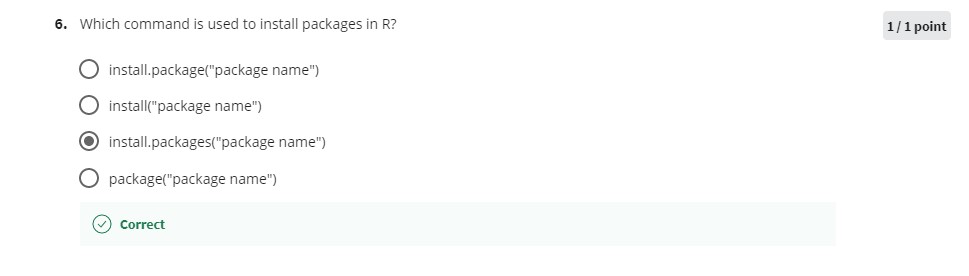 6. Which command is used to install packages in R?
1 / 1 point
install.package("package name")
install("package name")
install.packages("package name")
package("package name")
Correct